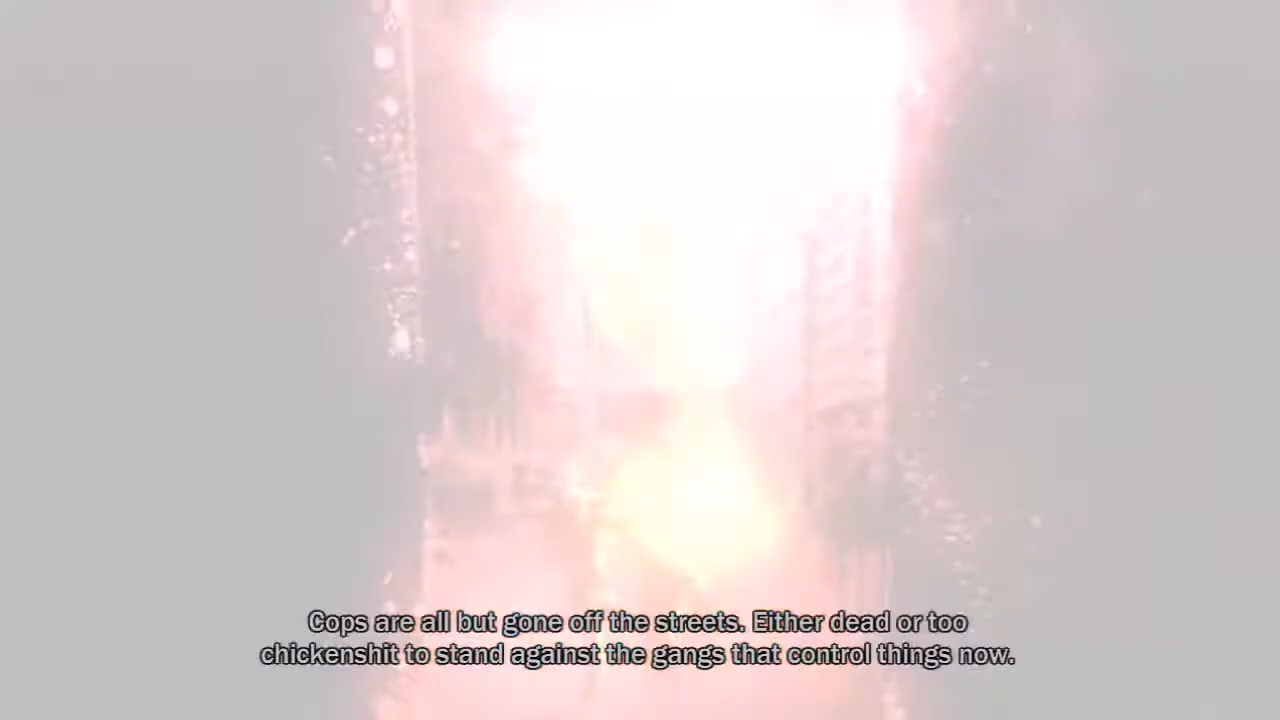 Cops are all but gone off the streets. Either dead or too
chickenshit to stand against the gangs that control things now.